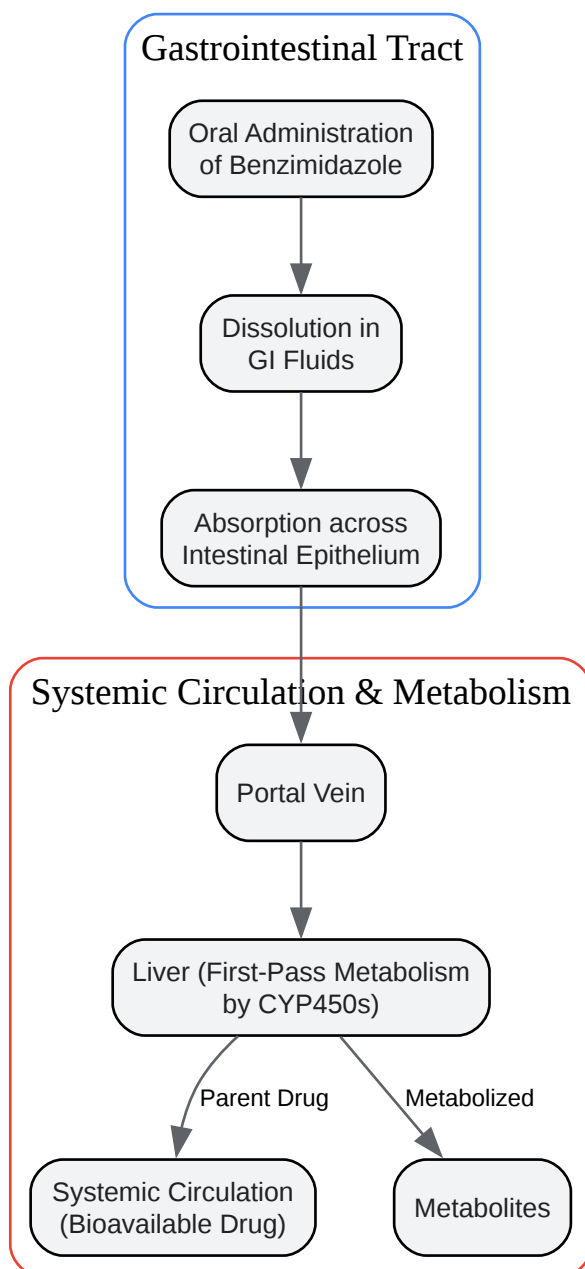 Gastrointestinal Tract
Oral Administration
of Benzimidazole
Dissolution in
GI Fluids
Absorption across
Intestinal Epithelium
Systemic Circulation & Metabolism
Portal Vein
Liver (First-Pass Metabolism
by CYP450s)
Parent Drug
Metabolized
Systemic Circulation
(Bioavailable Drug)
Metabolites